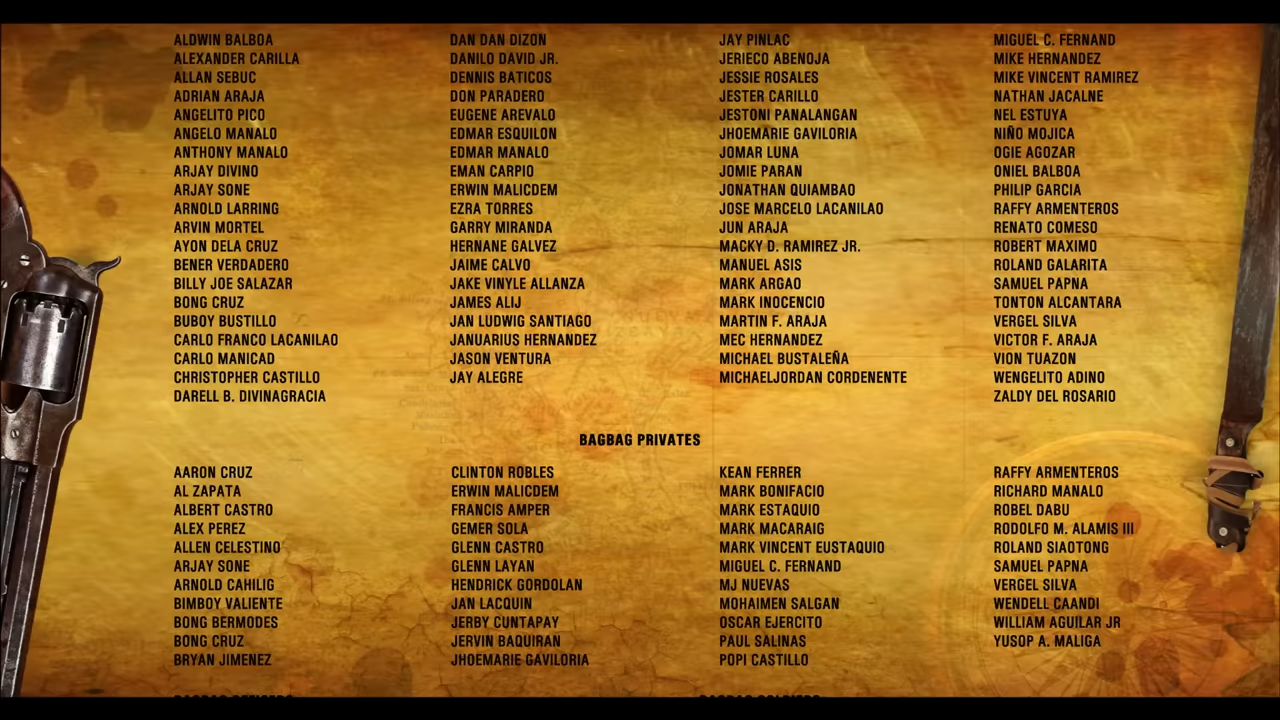 ALDWIN BALBOA
ALEXANDER CARILLA
ALLAN SEBUC
ADRIAN ARAJA
ANGELITO PICO
ANGELO MANALO
ANTHONY MANALO
ARJAY DIVINO
ARJAY SONE
ARNOLD LARRING
ARVIN MORTEL
AYON DELA CRUZ
BENER VERDADERO
BILLY JOE SALAZAR
BONG CRUZ
BUBOY BUSTILLO
CARLO FRANCO LACANILAO
CARLO MANICAD
CHRISTOPHER CASTILLO
DARELL B. DIVINAGRACIA
DAN DAN DIZON
DANILO DAVID JR.
DENNIS BATICOS
DON PARADERO
EUGENE AREVALO
EDMAR ESQUILON
EDMAR MANALO
EMAN CARPIO
ERWIN MALICDEM
EZRA TORRES
GARRY MIRANDA
HERNANE GALVEZ
JAIME CALVO
JAKE VINYLE ALLANZA
JAMES ALIJ
JAN LUDWIG SANTIAGO
JANUARIUS HERNANDEZ
JASON VENTURA
JAY ALEGRE
JAY PINLAC
JERIECO ABENOJA
JESSIE ROSALES
JESTER CARILLO
JESTONI PANALANGAN
JHOEMARIE GAVILORIA
JOMAR LUNA
JOMIE PARAN
JONATHAN QUIAMBAO
JOSE MARCELO LACANILAO
JUN ARAJA
MACKY D. RAMIREZ JR.
MANUEL ASIS
MARK ARGAO
MARK INOCENCIO
MARTIN F. ARAJA
MEC HERNANDEZ
MICHAEL BUSTALEÑA
MICHAELJORDAN CORDENENTE
MIGUEL C. FERNAND
MIKE HERNANDEZ
MIKE VINCENT RAMIREZ
NATHAN JACALNE
NEL ESTUYA
NIÑO MOJICA
OGIE AGOZAR
ONIEL BALBOA
PHILIP GARCIA
RAFFY ARMENTEROS
RENATO COMESO
ROBERT MAXIMO
ROLAND GALARITA
SAMUEL PAPNA
TONTON ALCANTARA
VERGEL SILVA
VICTOR F. ARAJA
VION TUAZON
WENGELITO ADINO
ZALDY DEL ROSARIO
BAGBAG PRIVATES
AARON CRUZ
AL ZAPATA
ALBERT CASTRO
ALEX PEREZ
ALLEN CELESTINO
ARJAY SONE
ARNOLD CAHILIG
BIMBOY VALIENTE
BONG BERMODES
BONG CRUZ
BRYAN JIMENEZ
CLINTON ROBLES
ERWIN MALICDEM
FRANCIS AMPER
GEMER SOLA
GLENN CASTRO
GLENN LAYAN
HENDRICK GORDOLAN
JAN LACQUIN
JERBY CUNTAPAY
JERVIN BAQUIRAN
JHOEMARIE GAVILORIA
KEAN FERRER
MARK BONIFACIO
MARK ESTAQUIO
MARK MACARAIG
MARK VINCENT EUSTAQUIO
MIGUEL C. FERNAND
MJ NUEVAS
MOHAIMEN SALGAN
OSCAR EJERCITO
PAUL SALINAS
POPI CASTILLO
RAFFY ARMENTEROS
RICHARD MANALO
ROBEL DABU
RODOLFO M. ALAMIS III
ROLAND SIAOTONG
SAMUEL PAPNA
VERGEL SILVA
WENDELL CAANDI
WILLIAM AGUILAR JR
YUSOP A. MALIGA